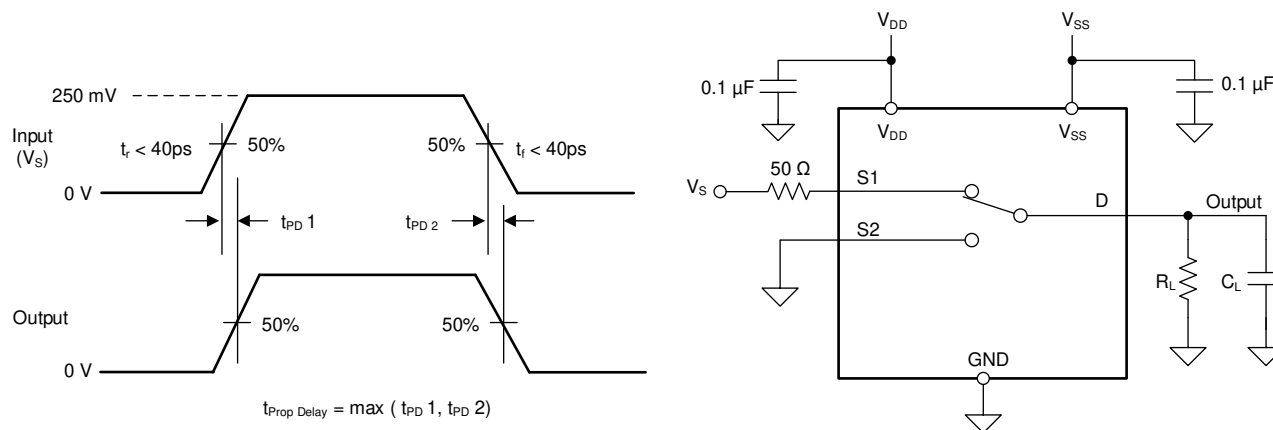 250 mV
Input
(VS)
tr < 40ps
50%
50%
tf < 40ps
0 V
tPD 1
tPD 2
Output
50%
50%
0 V
tProp Delay = max ( tPD 1, tPD 2)
VDD
VSS
0.1 µF
0.1 µF
VDD
VSS
50 Ω
VS
S1
S2
D
Output
RL
CL
GND